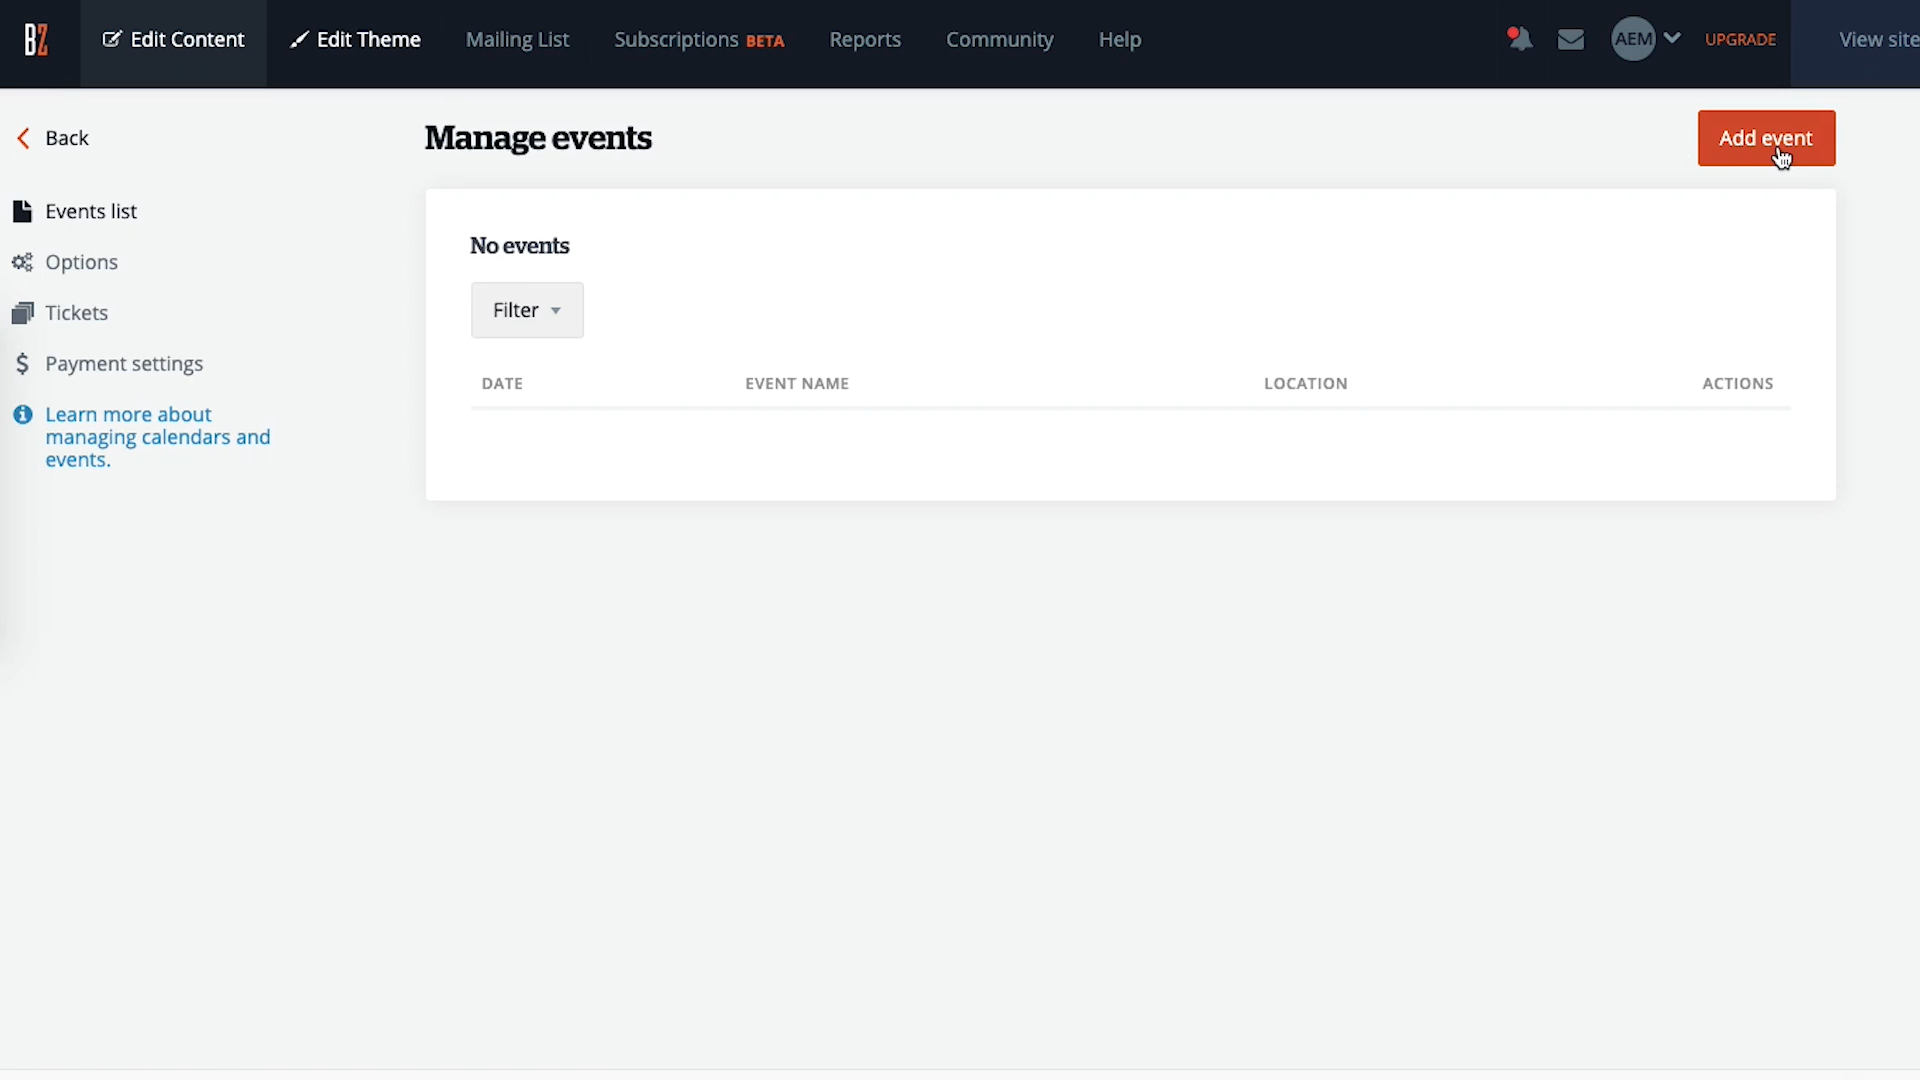 BZ Edit Content Edit Theme Mailing List Subscriptions BETA Reports Community Help AEM UPGRADE View site
Back
Manage events
Add event
Events list
Options
Tickets
$ Payment settings
Learn more about
managing calendars and
events.
No events
Filter
DATE EVENT NAME LOCATION ACTIONS